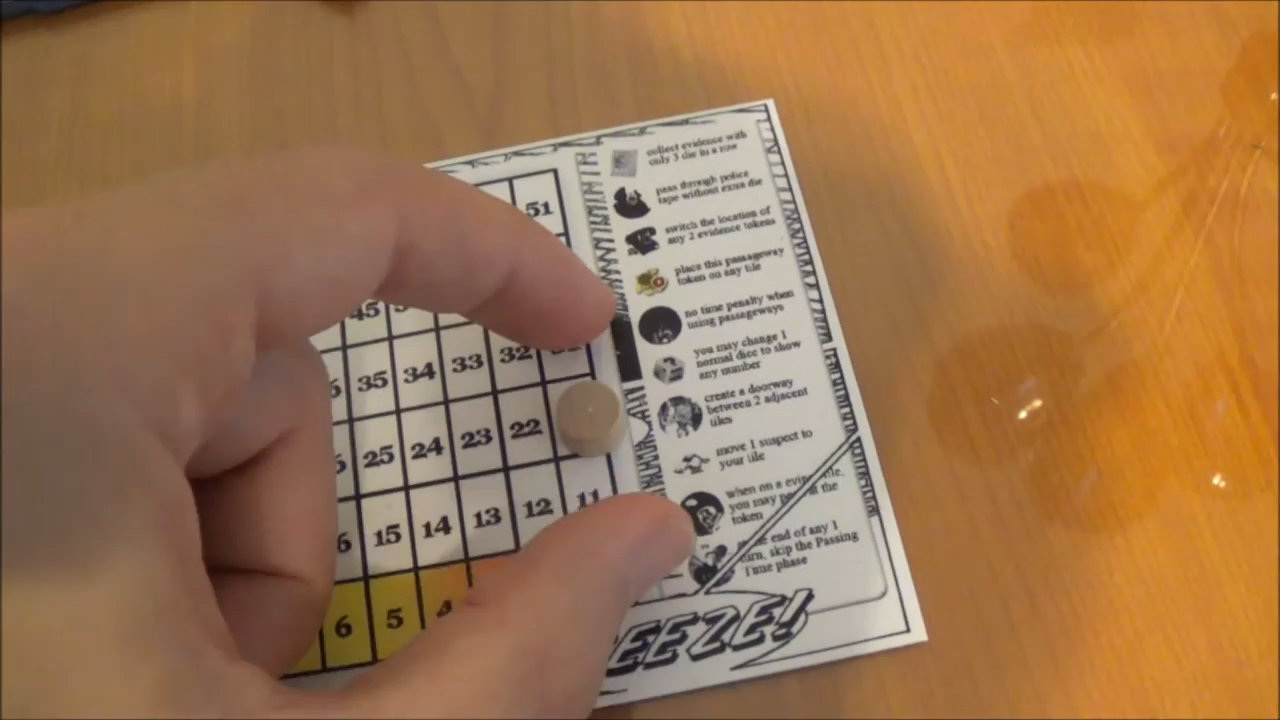 51
45
35 34 33 32
25 24 23 22
15 14 13 12 11
6 5 4
collect evidence with
only 3 die in a row
pass through police
tape without extra die
switch the location of
any 2 evidence tokens
place this passageway
token on any tile
no time penalty when
using passageways
you may change 1
normal dice to show
any number
create a doorway
between 2 adjacent
tiles
move 1 suspect to
your tile
when on a
you may the
token
end of any 1
turn, skip the Passing
Time phase
EEZE!